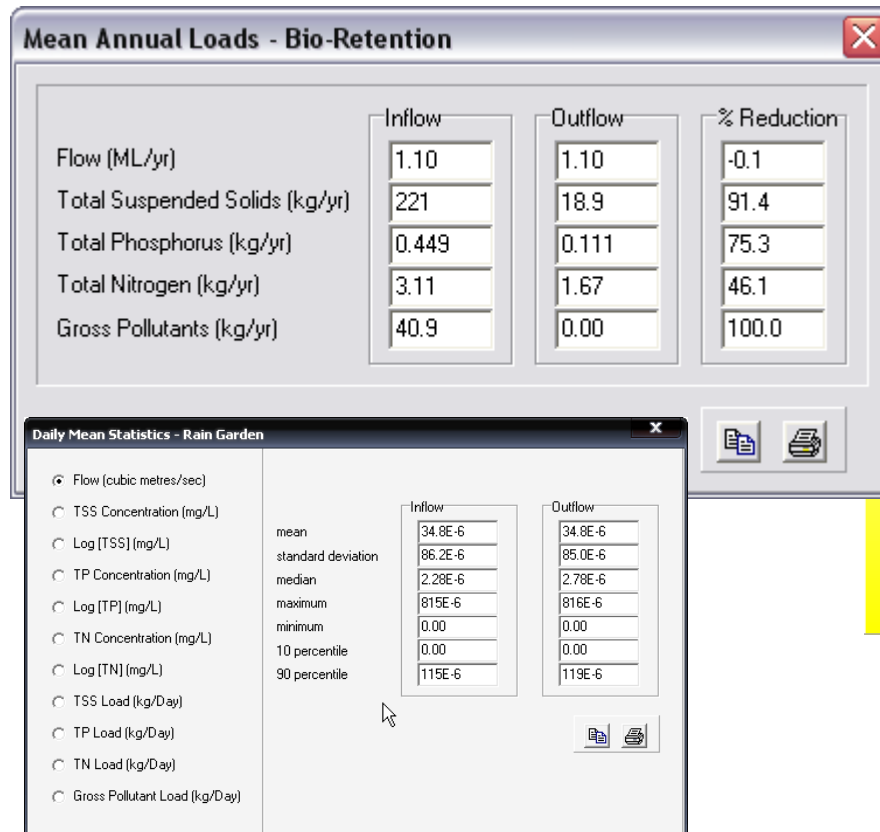 Mean Annual Loads - Bio-Retention
Inflow Outflow % Reduction
Flow (ML/yr) 1.10 1.10 -0.1
Total Suspended Solids (kg/yr) 221 18.9 91.4
Total Phosphorus (kg/yr) 0.449 0.111 75.3
Total Nitrogen (kg/yr) 3.11 1.67 46.1
Gross Pollutants (kg/yr) 40.9 0.00 100.0
Daily Mean Statistics - Rain Garden
Flow (cubic metres/sec)
TSS Concentration (mg/L)
Log [TSS] (mg/L)
TP Concentration (mg/L)
Log [TP] (mg/L)
TN Concentration (mg/L)
Log [TN] (mg/L)
TSS Load (kg/Day)
TP Load (kg/Day)
TN Load (kg/Day)
Gross Pollutant Load (kg/Day)
Inflow Outflow
mean 34.8E-6 34.8E-6
standard deviation 86.2E-6 85.0E-6
median 2.28E-6 2.78E-6
maximum 815E-6 816E-6
minimum 0.00 0.00
10 percentile 0.00 0.00
90 percentile 115E-6 119E-6